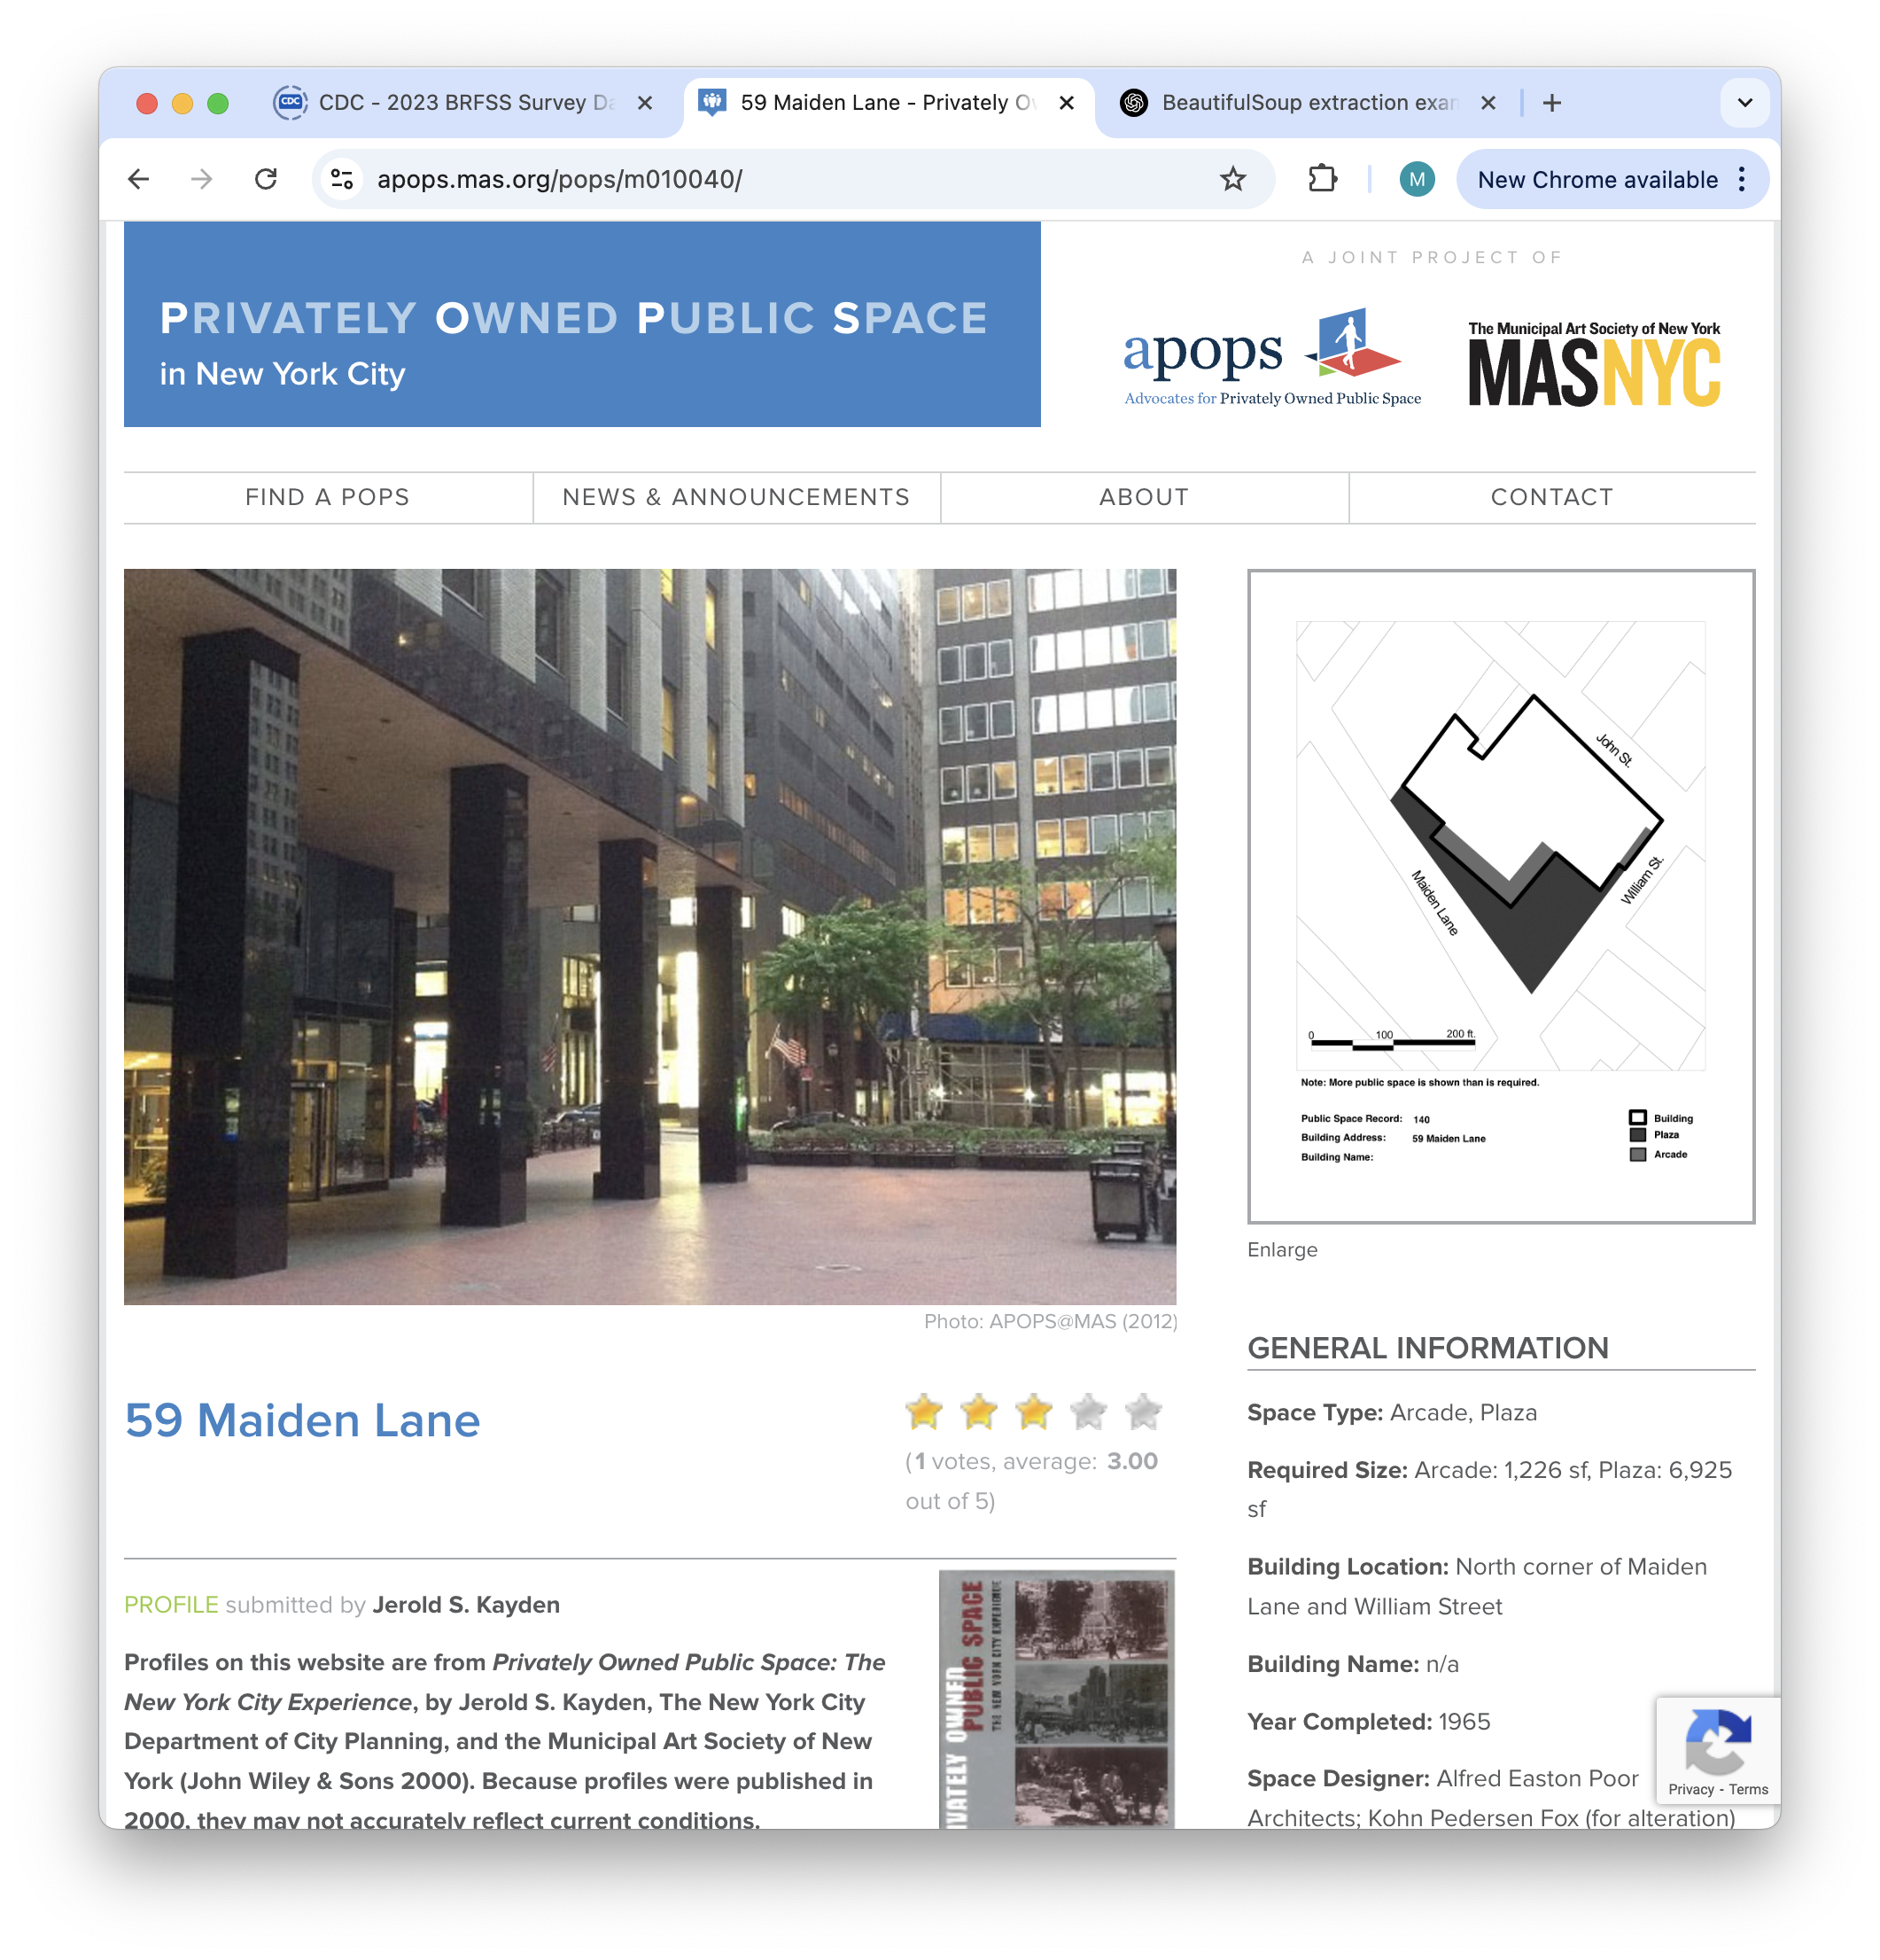 CDC - 2023 BRFSS Survey Da
59 Maiden Lane - Privately Ow
BeautifulSoup extraction exam
apops.mas.org/pops/m010040/
M
New Chrome available
PRIVATELY OWNED PUBLIC SPACE
in New York City
A JOINT PROJECT OF
apops
Advocates for Privately Owned Public Space
The Municipal Art Society of New York
MASNYC
FIND A POPS
NEWS & ANNOUNCEMENTS
ABOUT
CONTACT
John St.
William St.
Maiden Lane
0 100 200 ft.
Note: More public space is shown than is required.
Public Space Record: 140
Building Address: 59 Maiden Lane
Building Name:
Building
Plaza
Arcade
Enlarge
Photo: APOPS@MAS (2012)
59 Maiden Lane
(1 votes, average: 3.00
out of 5)
PROFILE submitted by Jerold S. Kayden
Profiles on this website are from Privately Owned Public Space: The
New York City Experience, by Jerold S. Kayden, The New York City
Department of City Planning, and the Municipal Art Society of New
York (John Wiley & Sons 2000). Because profiles were published in
2000, they may not accurately reflect current conditions.
VATELY OWNED
PUBLIC SPACE
THE NEW YORK CITY EXPERIENCE
GENERAL INFORMATION
Space Type: Arcade, Plaza
Required Size: Arcade: 1,226 sf, Plaza: 6,925
sf
Building Location: North corner of Maiden
Lane and William Street
Building Name: n/a
Year Completed: 1965
Space Designer: Alfred Easton Poor
Architects; Kohn Pedersen Fox (for alteration)
Privacy - Terms